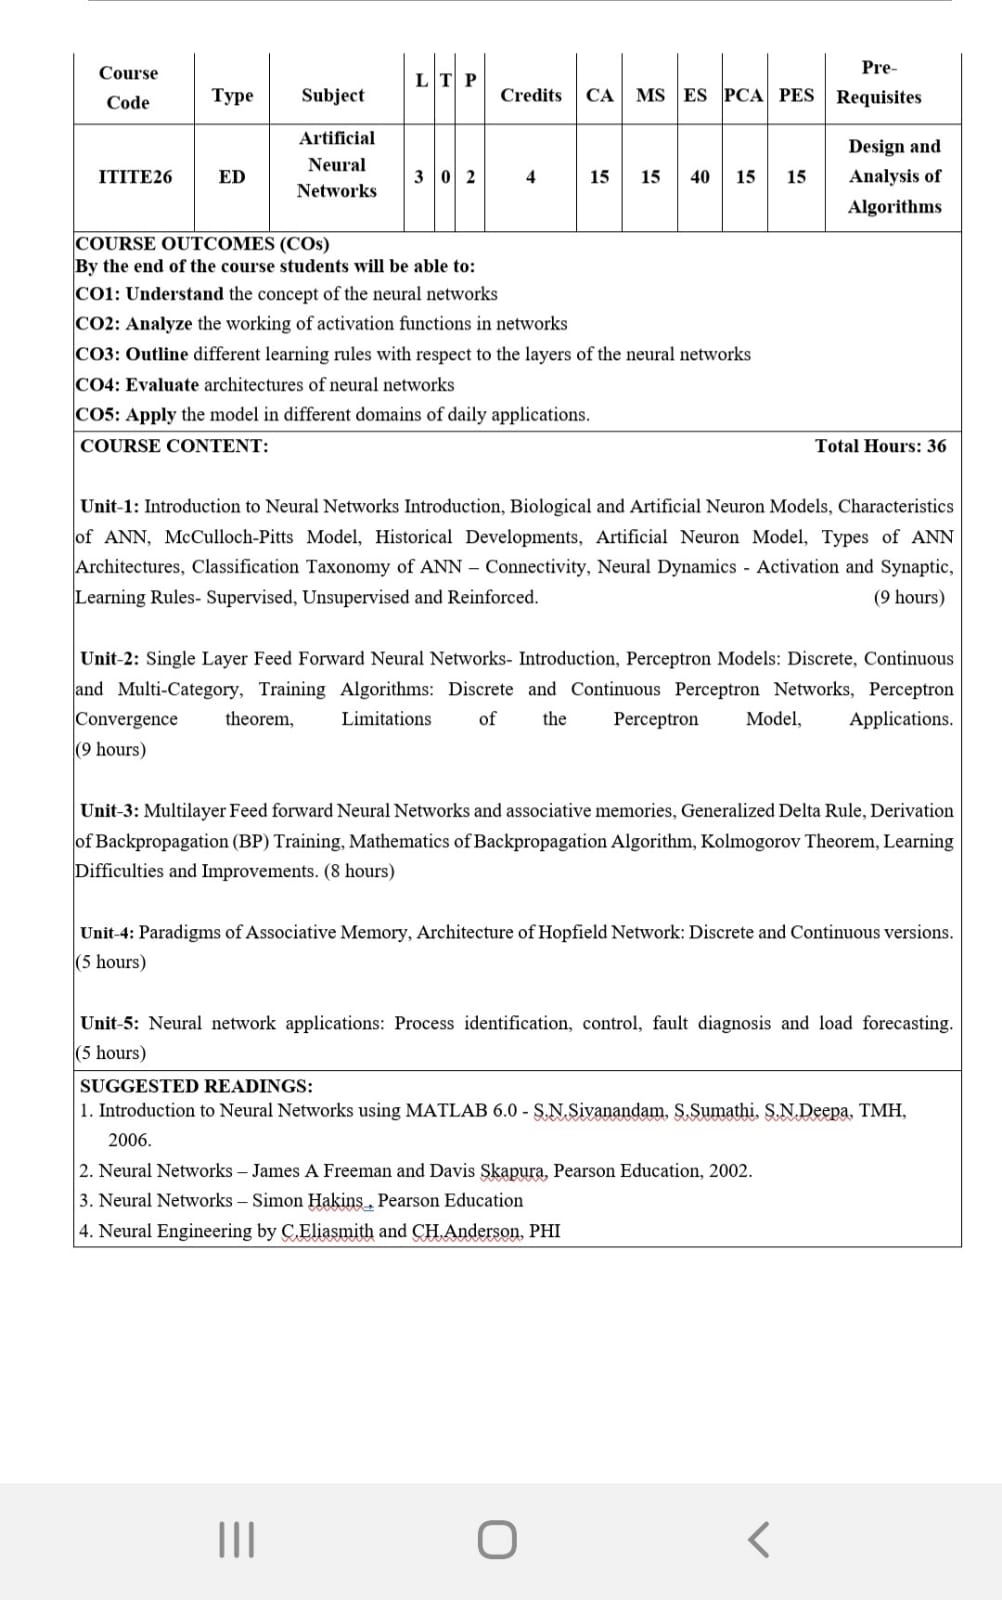 Course Code Type Subject L T P Credits CA MS ES PCA PES Pre-Requisites
ITITE26 ED Artificial Neural Networks 3 0 2 4 15 15 40 15 15 Design and Analysis of Algorithms
COURSE OUTCOMES (COs)
By the end of the course students will be able to:
CO1: Understand the concept of the neural networks
CO2: Analyze the working of activation functions in networks
CO3: Outline different learning rules with respect to the layers of the neural networks
CO4: Evaluate architectures of neural networks
CO5: Apply the model in different domains of daily applications.
COURSE CONTENT: Total Hours: 36
Unit-1: Introduction to Neural Networks Introduction, Biological and Artificial Neuron Models, Characteristics
of ANN, McCulloch-Pitts Model, Historical Developments, Artificial Neuron Model, Types of ANN
Architectures, Classification Taxonomy of ANN – Connectivity, Neural Dynamics - Activation and Synaptic,
Learning Rules- Supervised, Unsupervised and Reinforced. (9 hours)
Unit-2: Single Layer Feed Forward Neural Networks- Introduction, Perceptron Models: Discrete, Continuous
and Multi-Category, Training Algorithms: Discrete and Continuous Perceptron Networks, Perceptron
Convergence theorem, Limitations of the Perceptron Model, Applications.
(9 hours)
Unit-3: Multilayer Feed forward Neural Networks and associative memories, Generalized Delta Rule, Derivation
of Backpropagation (BP) Training, Mathematics of Backpropagation Algorithm, Kolmogorov Theorem, Learning
Difficulties and Improvements. (8 hours)
Unit-4: Paradigms of Associative Memory, Architecture of Hopfield Network: Discrete and Continuous versions.
(5 hours)
Unit-5: Neural network applications: Process identification, control, fault diagnosis and load forecasting.
(5 hours)
SUGGESTED READINGS:
1. Introduction to Neural Networks using MATLAB 6.0 - S.N.Sivanandam, S.Sumathi, S.N.Deepa, TMH,
2006.
2. Neural Networks – James A Freeman and Davis Skapura, Pearson Education, 2002.
3. Neural Networks – Simon Hakins , Pearson Education
4. Neural Engineering by C.Eliasmith and CH.Anderson, PHI